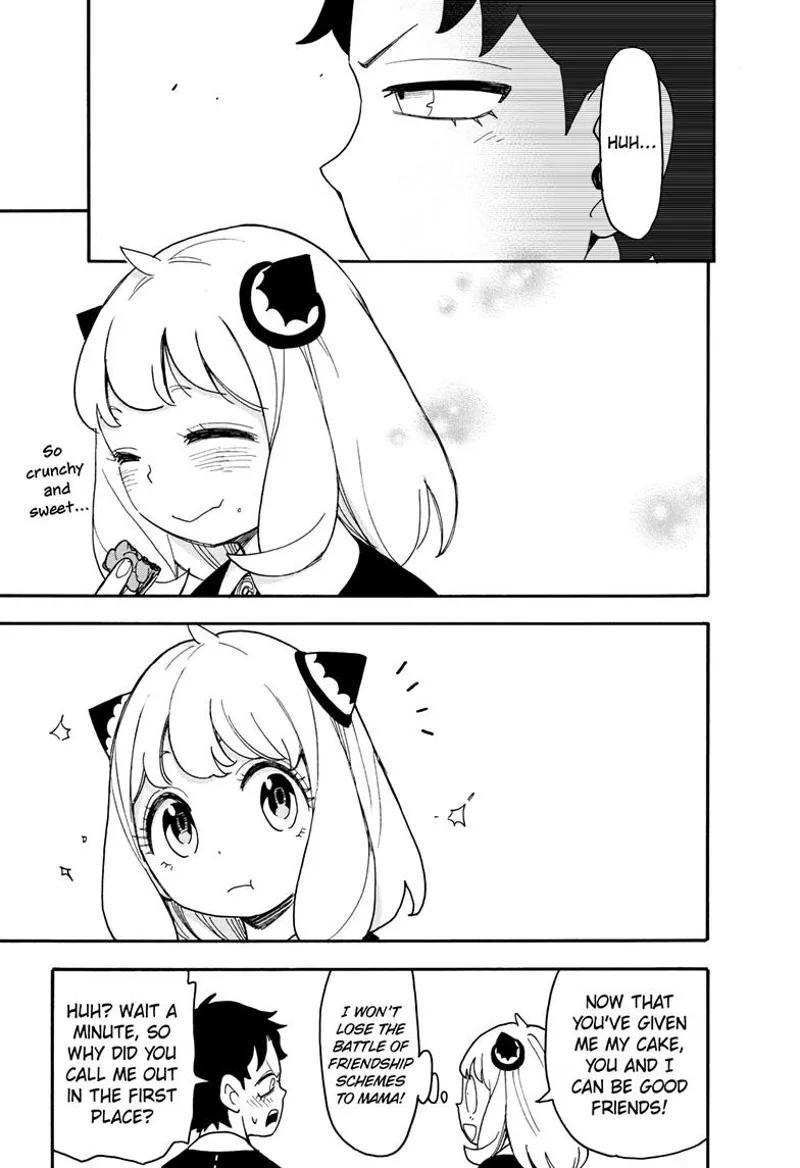 HUH...
So
crunchy
and
sweet...
NOW THAT
YOU'VE GIVEN
ME MY CAKE,
YOU AND I
CAN BE GOOD
FRIENDS!
I WON'T
LOSE THE
BATTLE OF
FRIENDSHIP
SCHEMES
TO MAMA!
HUH? WAIT A
MINUTE, SO
WHY DID YOU
CALL ME OUT
IN THE FIRST
PLACE?